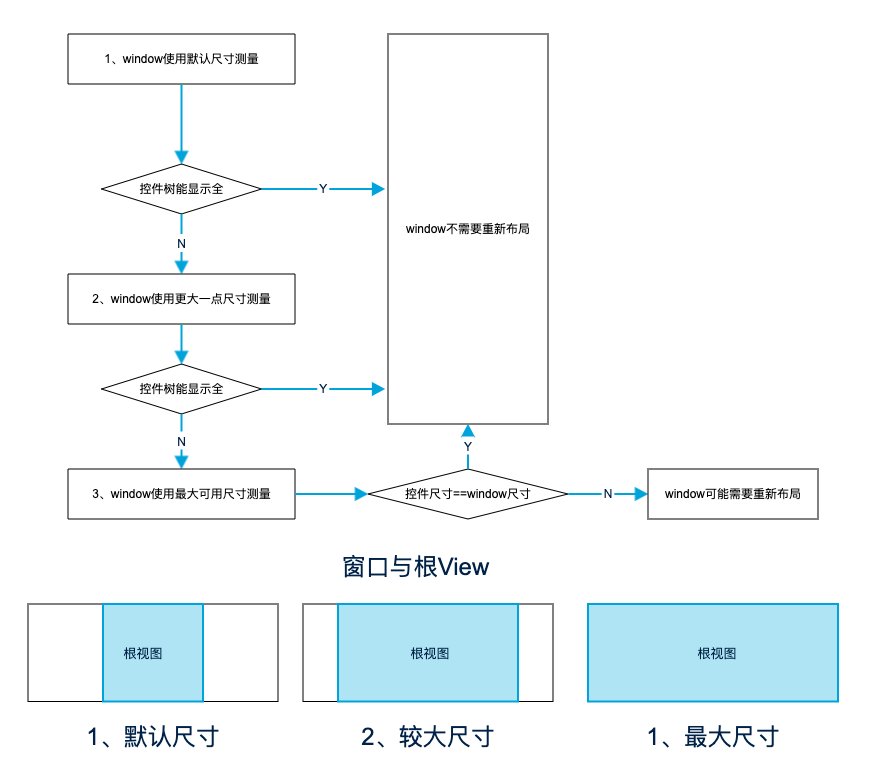 1、window使用默认尺寸测量
控件树能显示全
Y
window不需要重新布局
N
2、window使用更大一点尺寸测量
控件树能显示全
Y
N
Y
3、window使用最大可用尺寸测量
控件尺寸==window尺寸
N
window可能需要重新布局
窗口与根View
根视图
根视图
根视图
1、默认尺寸
2、较大尺寸
1、最大尺寸